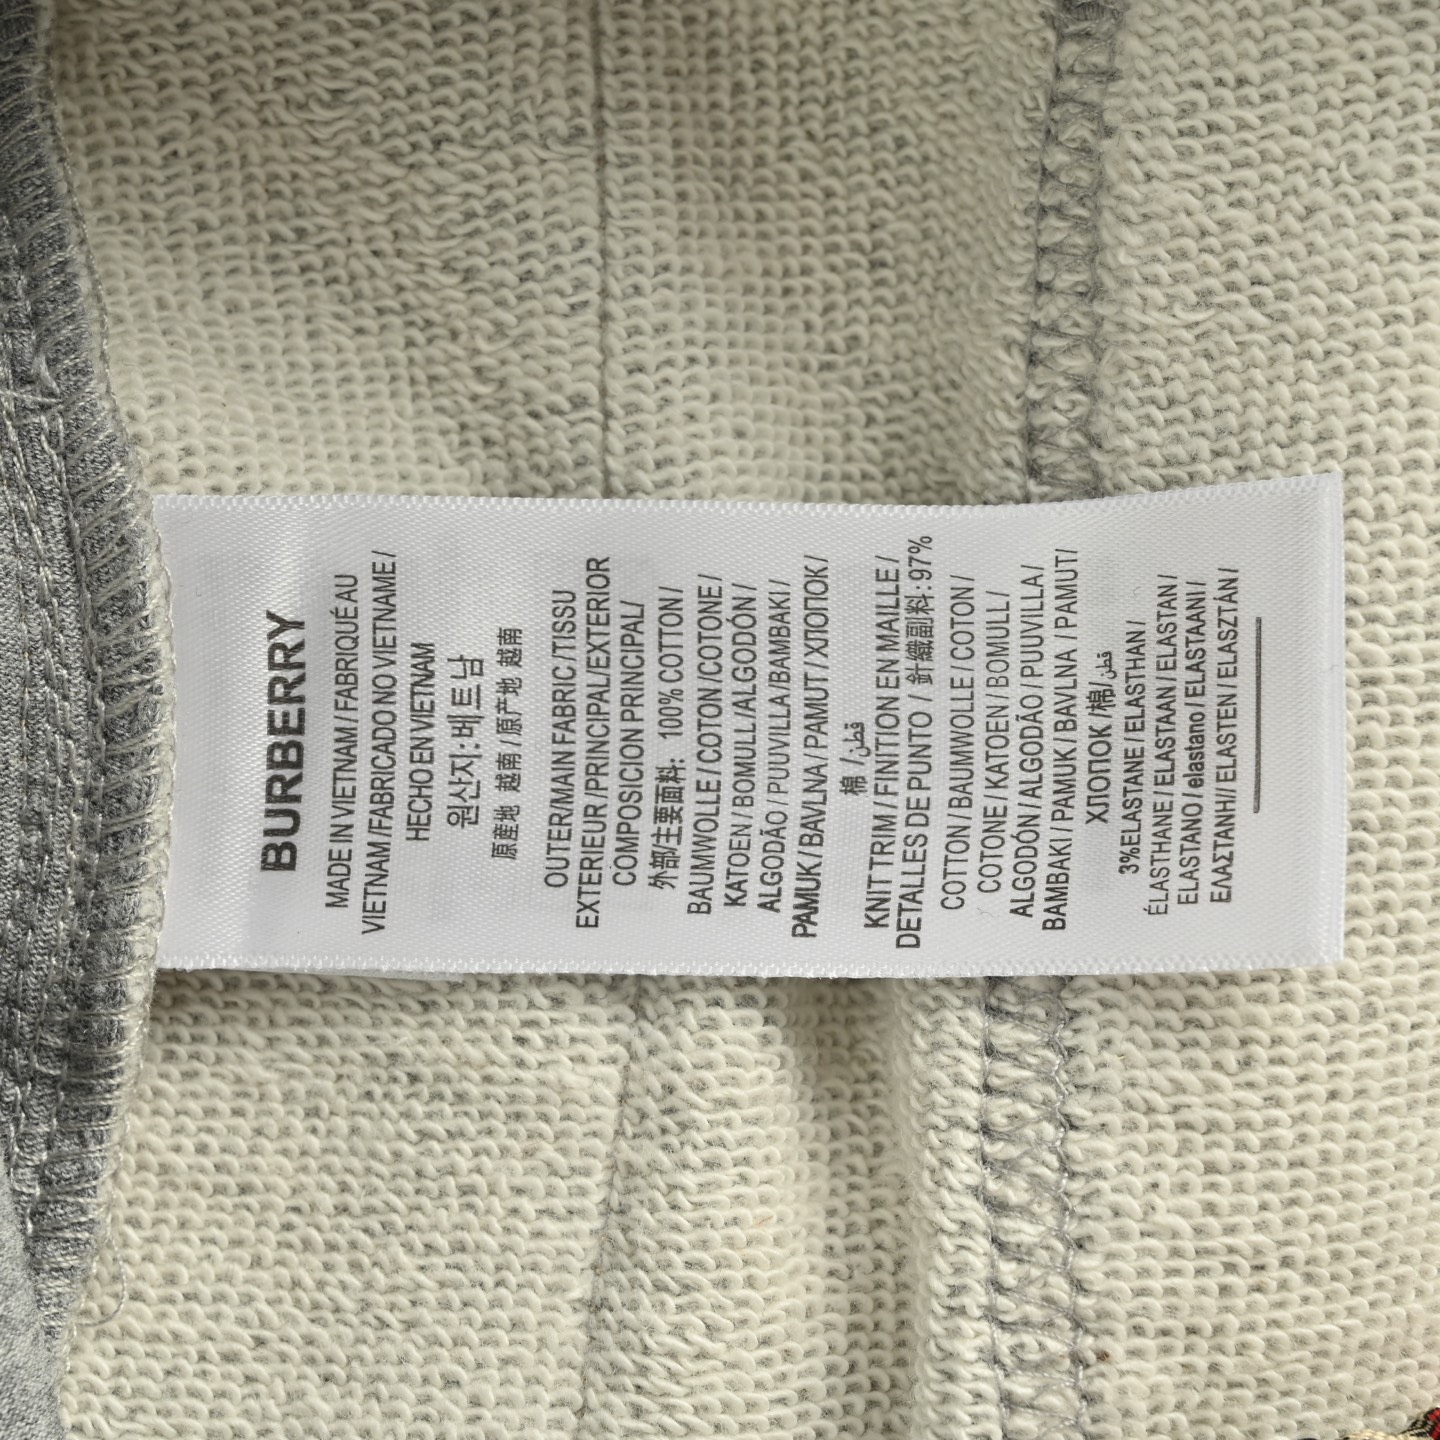 BURBERRY
MADE IN VIETNAM / FABRIQUÉ AU
VIETNAM /FABRICADO NO VIETNAME /
HECHO EN VIETNAM
원산지:베트남
原産地 越南 / 原产地 越南
OUTER/MAIN FABRIC/TISSU
EXTERIEUR /PRINCIPAL/EXTERIOR
COMPOSICION PRINCIPAL/
外部/主要面料: 100% COTTON /
BAUMWOLLE / COTON /COTONE /
KATOEN / BOMULL /ALGODÓN /
ALGODÃO / PUUVILLA /BAMBAKI /
PAMUK / BAVLNA / PAMUT / ХЛОПОК /
棉 /قطن
KNIT TRIM / FINITION EN MAILLE /
DETALLES DE PUNTO / 針織副料:97%
COTTON / BAUMWOLLE / COTON /
COTONE / KATOEN / BOMULL /
ALGODÓN / ALGODÃO / PUUVILLA /
BAMBAKI / PAMUK / BAVLNA / PAMUT/
ХЛОПОК /棉/قطن
3%ELASTANE / ELASTHAN /
ÉLASTHANE / ELASTAAN / ELASTAN /
ELASTANO / elastano / ELASTAANI /
ΕΛΑΣΤΑΝΗ/ ELASTEN / ELASZTÁN /